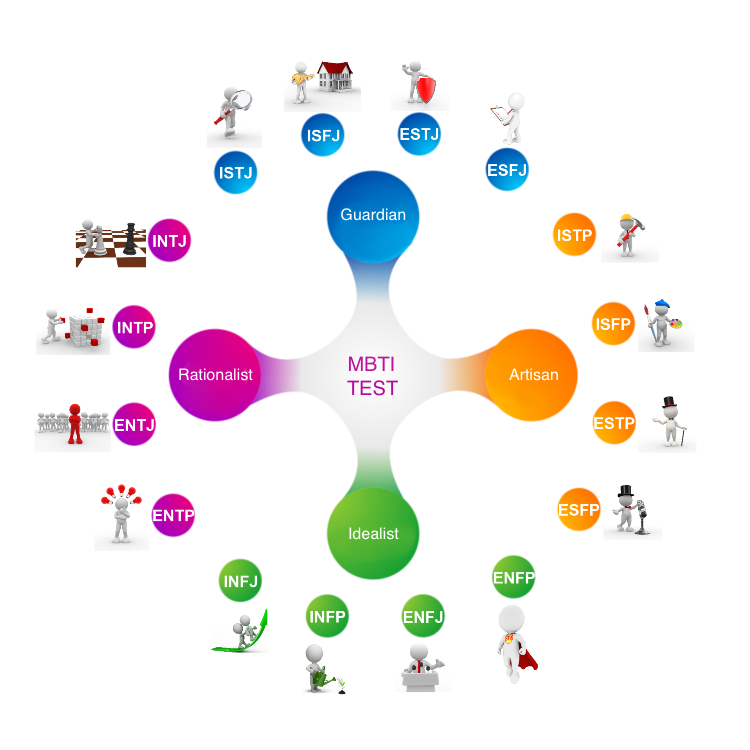 ISFJ
ESTJ
ISTJ
ESFJ
Guardian
INTJ
ISTP
INTP
ISFP
Rationalist
MBTI
TEST
Artisan
ENTJ
ESTP
ENTP
ESFP
Idealist
INFJ
ENFP
INFP
ENFJ